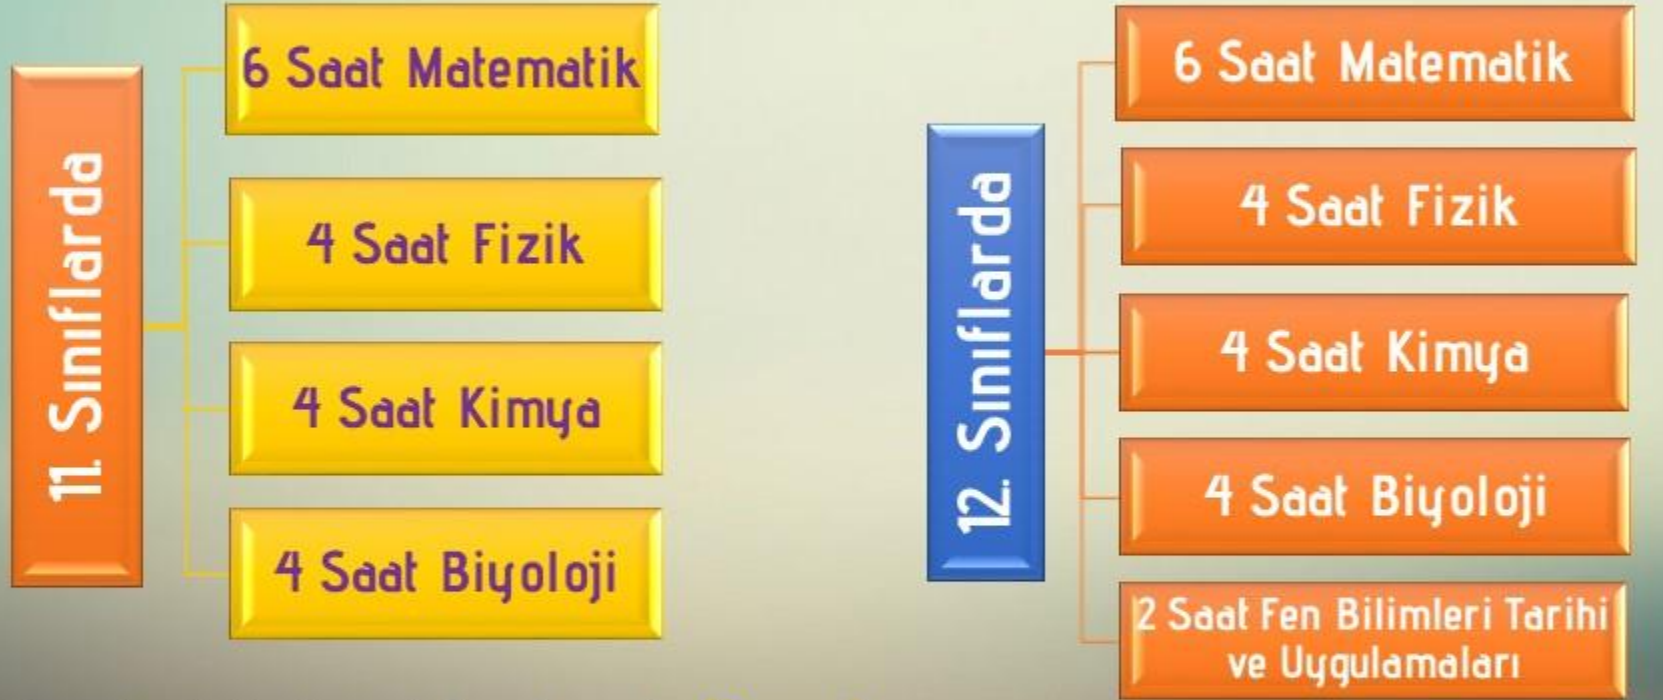 11. Sınıflarda
6 Saat Matematik
4 Saat Fizik
4 Saat Kimya
4 Saat Biyoloji
12. Sınıflarda
6 Saat Matematik
4 Saat Fizik
4 Saat Kimya
4 Saat Biyoloji
2 Saat Fen Bilimleri Tarihi
ve Uygulamaları